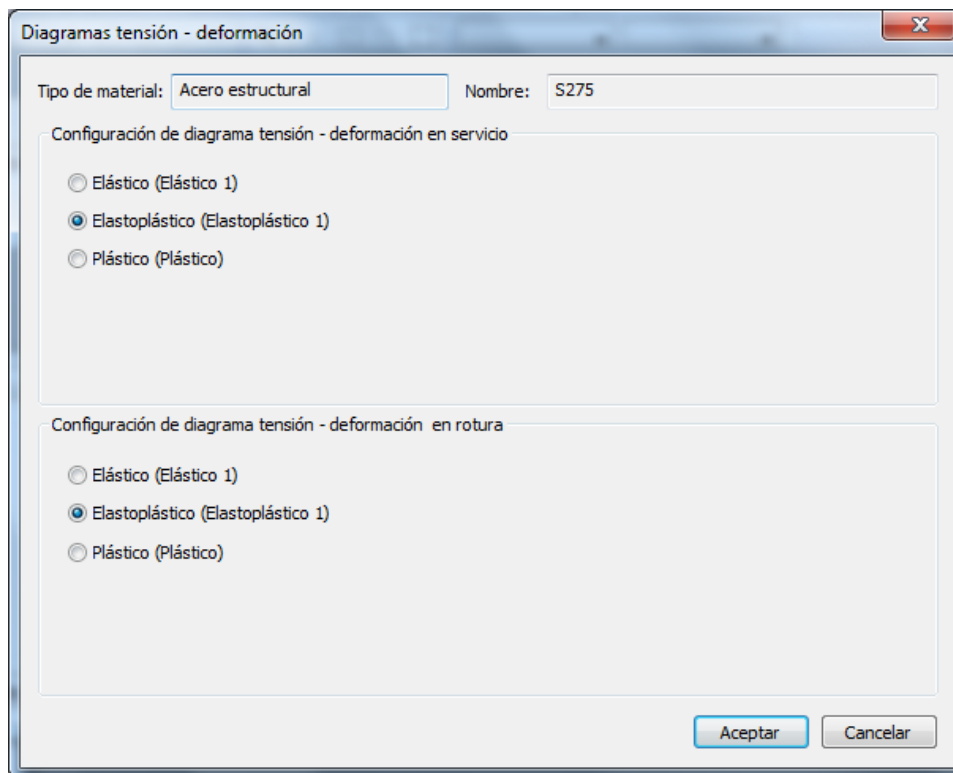 Diagramas tensión - deformación
Tipo de material: Acero estructural Nombre: S275
Configuración de diagrama tensión - deformación en servicio
Elástico (Elástico 1)
Elastoplástico (Elastoplástico 1)
Plástico (Plástico)
Configuración de diagrama tensión - deformación  en rotura
Elástico (Elástico 1)
Elastoplástico (Elastoplástico 1)
Plástico (Plástico)
Aceptar Cancelar